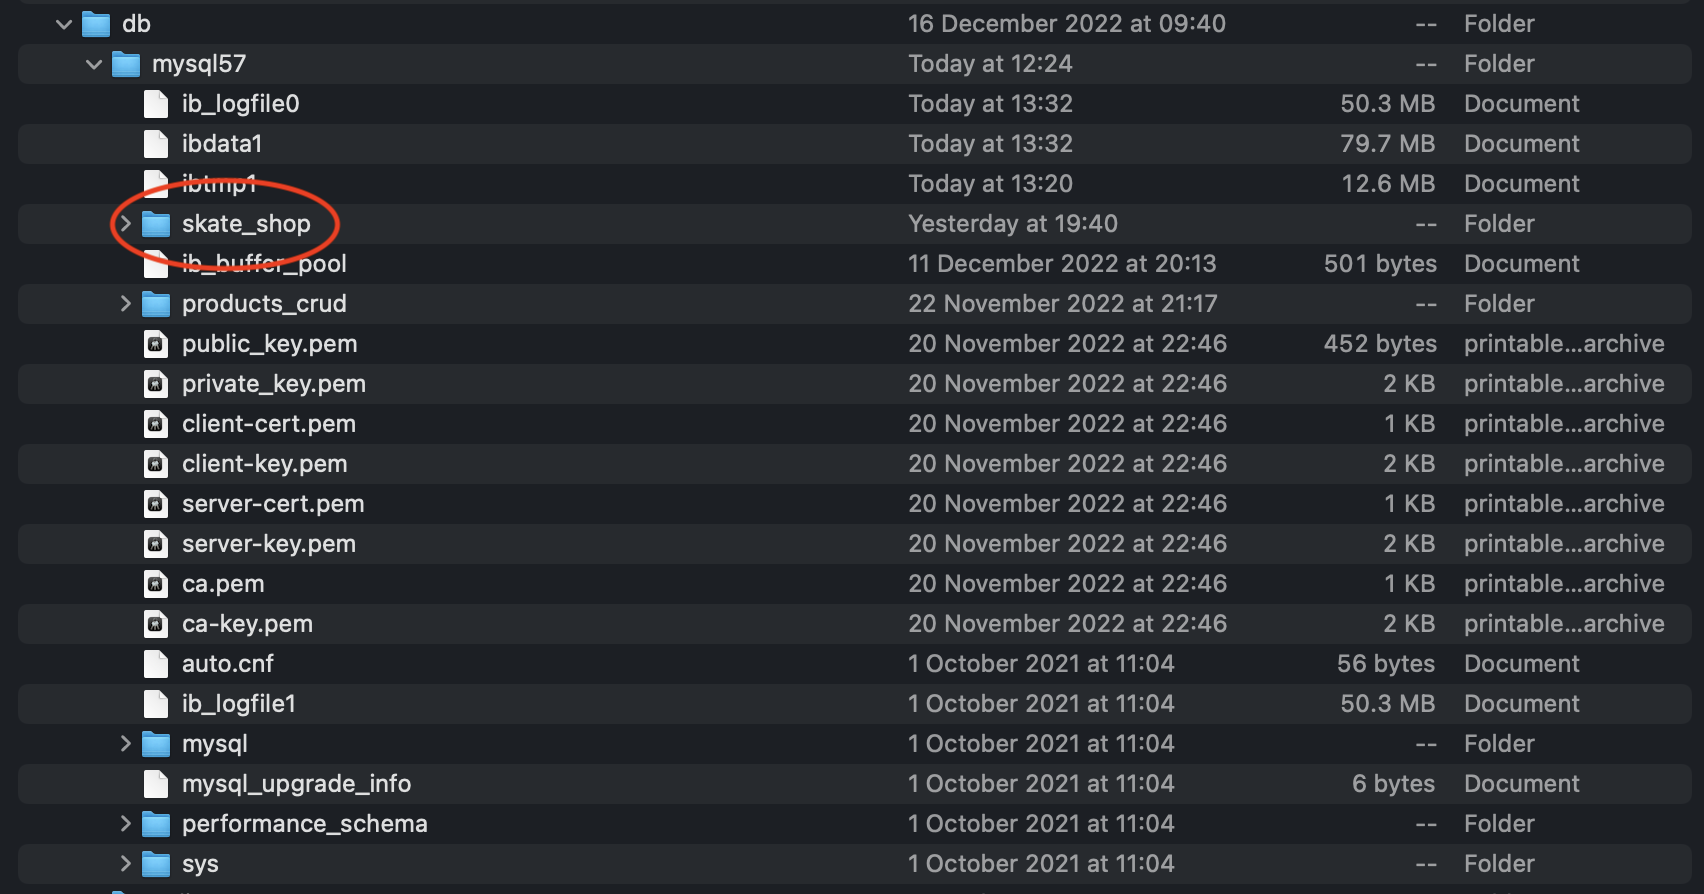 db 16 December 2022 at 09:40 -- Folder
mysql57 Today at 12:24 -- Folder
ib_logfile0 Today at 13:32 50.3 MB Document
ibdata1 Today at 13:32 79.7 MB Document
ibtmp1 Today at 13:20 12.6 MB Document
skate_shop Yesterday at 19:40 -- Folder
ib_buffer_pool 11 December 2022 at 20:13 501 bytes Document
products_crud 22 November 2022 at 21:17 -- Folder
public_key.pem 20 November 2022 at 22:46 452 bytes printable...archive
private_key.pem 20 November 2022 at 22:46 2 KB printable...archive
client-cert.pem 20 November 2022 at 22:46 1 KB printable...archive
client-key.pem 20 November 2022 at 22:46 2 KB printable...archive
server-cert.pem 20 November 2022 at 22:46 1 KB printable...archive
server-key.pem 20 November 2022 at 22:46 2 KB printable...archive
ca.pem 20 November 2022 at 22:46 1 KB printable...archive
ca-key.pem 20 November 2022 at 22:46 2 KB printable...archive
auto.cnf 1 October 2021 at 11:04 56 bytes Document
ib_logfile1 1 October 2021 at 11:04 50.3 MB Document
mysql 1 October 2021 at 11:04 -- Folder
mysql_upgrade_info 1 October 2021 at 11:04 6 bytes Document
performance_schema 1 October 2021 at 11:04 -- Folder
sys 1 October 2021 at 11:04 -- Folder